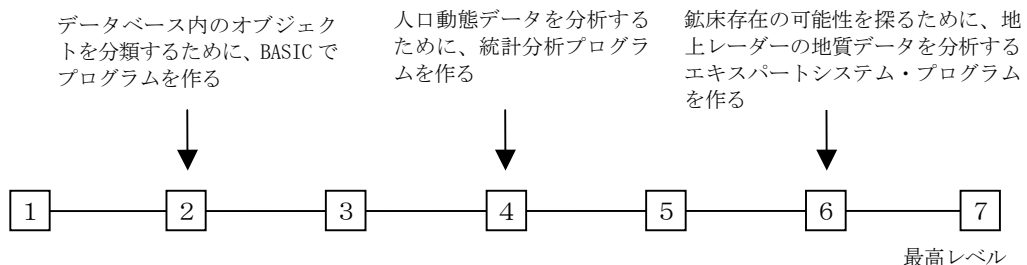 データベース内のオブジェク
トを分類するために、BASIC で
プログラムを作る
人口動態データを分析する
ために、統計分析プログラ
ムを作る
鉱床存在の可能性を探るために、地
上レーダーの地質データを分析する
エキスパートシステム・プログラム
を作る
1 2 3 4 5 6 7
最高レベル